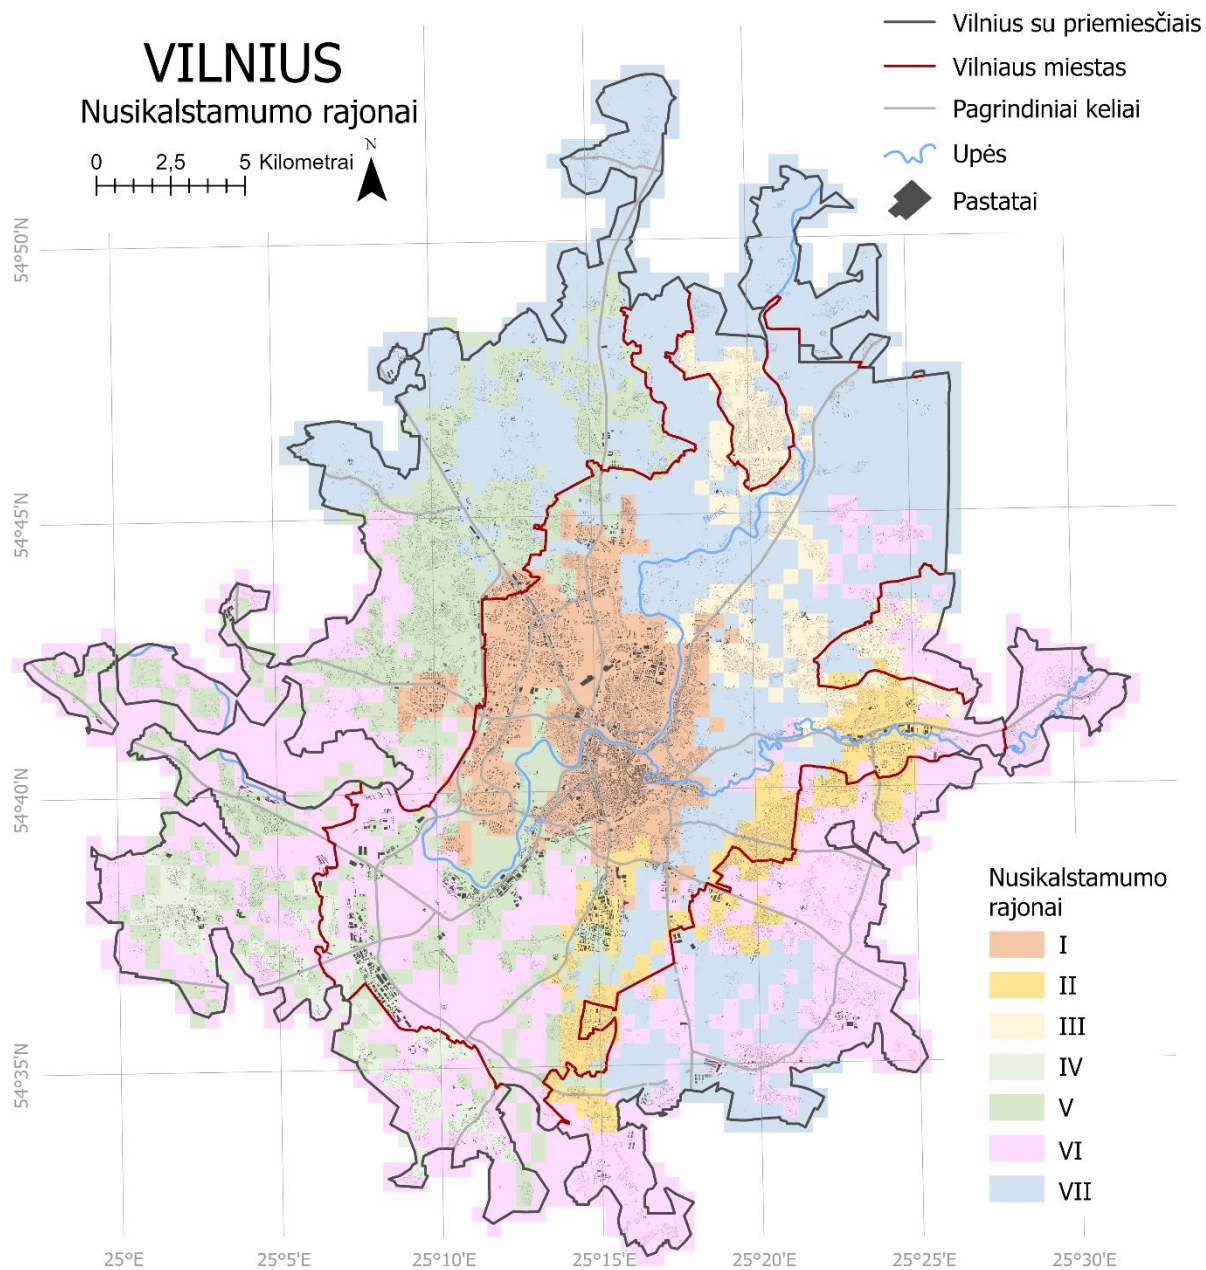 VILNIUS
Nusikalstamumo rajonai
0 2,5 5 Kilometrai
N
Vilnius su priemiesčiais
Vilniaus miestas
Pagrindiniai keliai
Upės
Pastatai
54°50'N
54°45'N
54°40'N
54°35'N
Neris
Nusikalstamumo
rajonai
I
II
III
IV
V
VI
VII
25°E
25°5'E
25°10'E
25°15'E
25°20'E
25°25'E
25°30'E